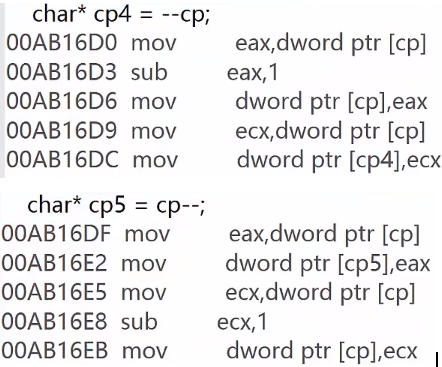 char* cp4 = --cp;
00AB16D0 mov eax,dword ptr [cp]
00AB16D3 sub eax,1
00AB16D6 mov dword ptr [cp],eax
00AB16D9 mov ecx,dword ptr [cp]
00AB16DC mov dword ptr [cp4],ecx
char* cp5 = cp--;
00AB16DF mov eax,dword ptr [cp]
00AB16E2 mov dword ptr [cp5],eax
00AB16E5 mov ecx,dword ptr [cp]
00AB16E8 sub ecx,1
00AB16EB mov dword ptr [cp],ecx